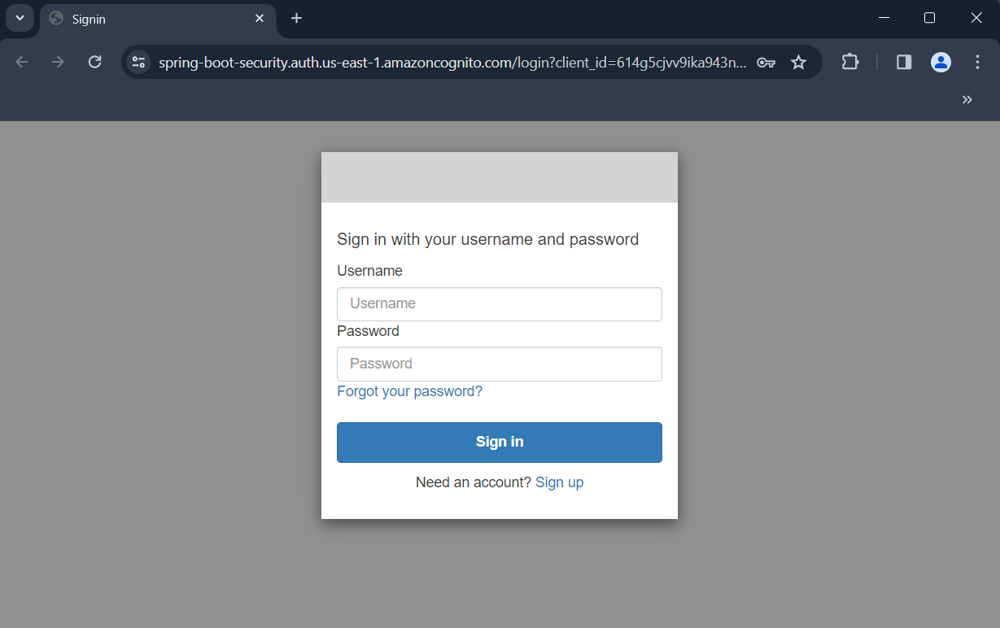 Signin
spring-boot-security.auth.us-east-1.amazoncognito.com/login?client_id=614g5cjvv9ika943n...
Sign in with your username and password
Username
Username
Password
Password
Forgot your password?
Sign in
Need an account? Sign up